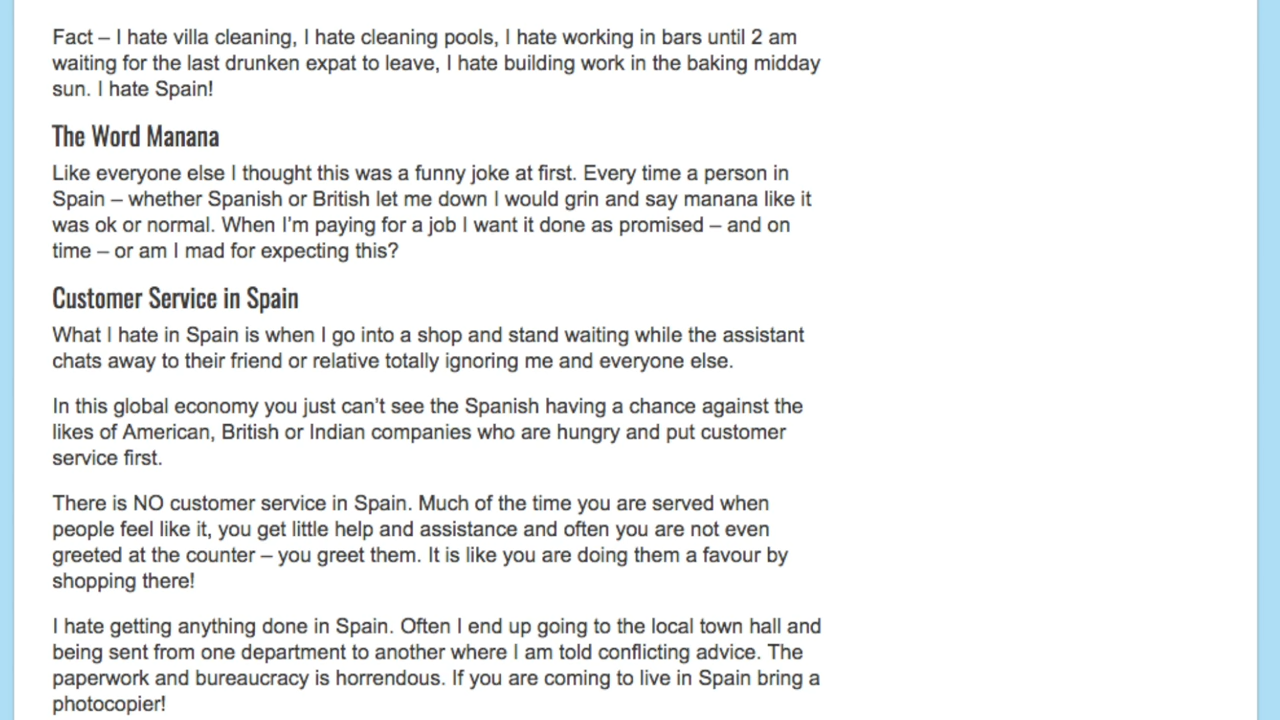 Fact – I hate villa cleaning, I hate cleaning pools, I hate working in bars until 2 am
waiting for the last drunken expat to leave, I hate building work in the baking midday
sun. I hate Spain!
The Word Manana
Like everyone else I thought this was a funny joke at first. Every time a person in
Spain – whether Spanish or British let me down I would grin and say manana like it
was ok or normal. When I'm paying for a job I want it done as promised – and on
time – or am I mad for expecting this?
Customer Service in Spain
What I hate in Spain is when I go into a shop and stand waiting while the assistant
chats away to their friend or relative totally ignoring me and everyone else.
In this global economy you just can't see the Spanish having a chance against the
likes of American, British or Indian companies who are hungry and put customer
service first.
There is NO customer service in Spain. Much of the time you are served when
people feel like it, you get little help and assistance and often you are not even
greeted at the counter – you greet them. It is like you are doing them a favour by
shopping there!
I hate getting anything done in Spain. Often I end up going to the local town hall and
being sent from one department to another where I am told conflicting advice. The
paperwork and bureaucracy is horrendous. If you are coming to live in Spain bring a
photocopier!